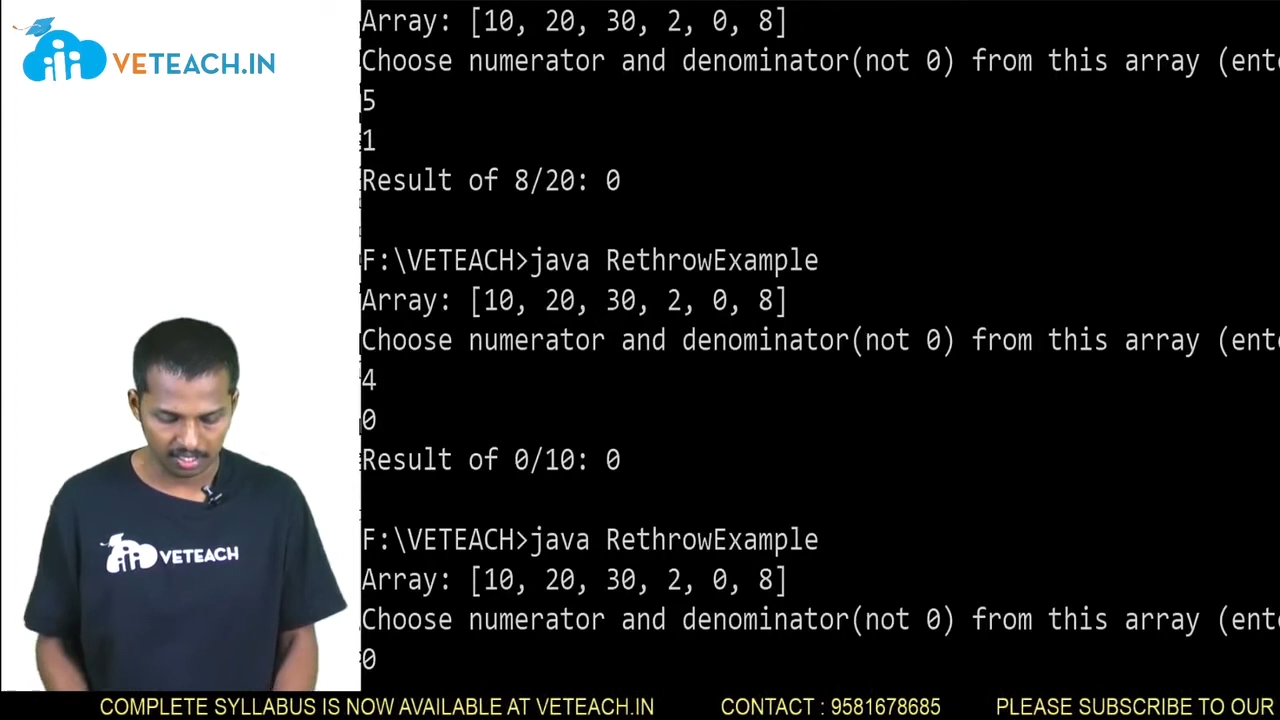 VETEACH.IN
Array: [10, 20, 30, 2, 0, 8]
Choose numerator and denominator(not 0) from this array (ente
5
1
Result of 8/20: 0
F:\VETEACH>java RethrowExample
Array: [10, 20, 30, 2, 0, 8]
Choose numerator and denominator(not 0) from this array (ente
4
0
Result of 0/10: 0
F:\VETEACH>java RethrowExample
Array: [10, 20, 30, 2, 0, 8]
Choose numerator and denominator(not 0) from this array (ente
0
VETEACH
COMPLETE SYLLABUS IS NOW AVAILABLE AT VETEACH.IN CONTACT : 9581678685 PLEASE SUBSCRIBE TO OUR